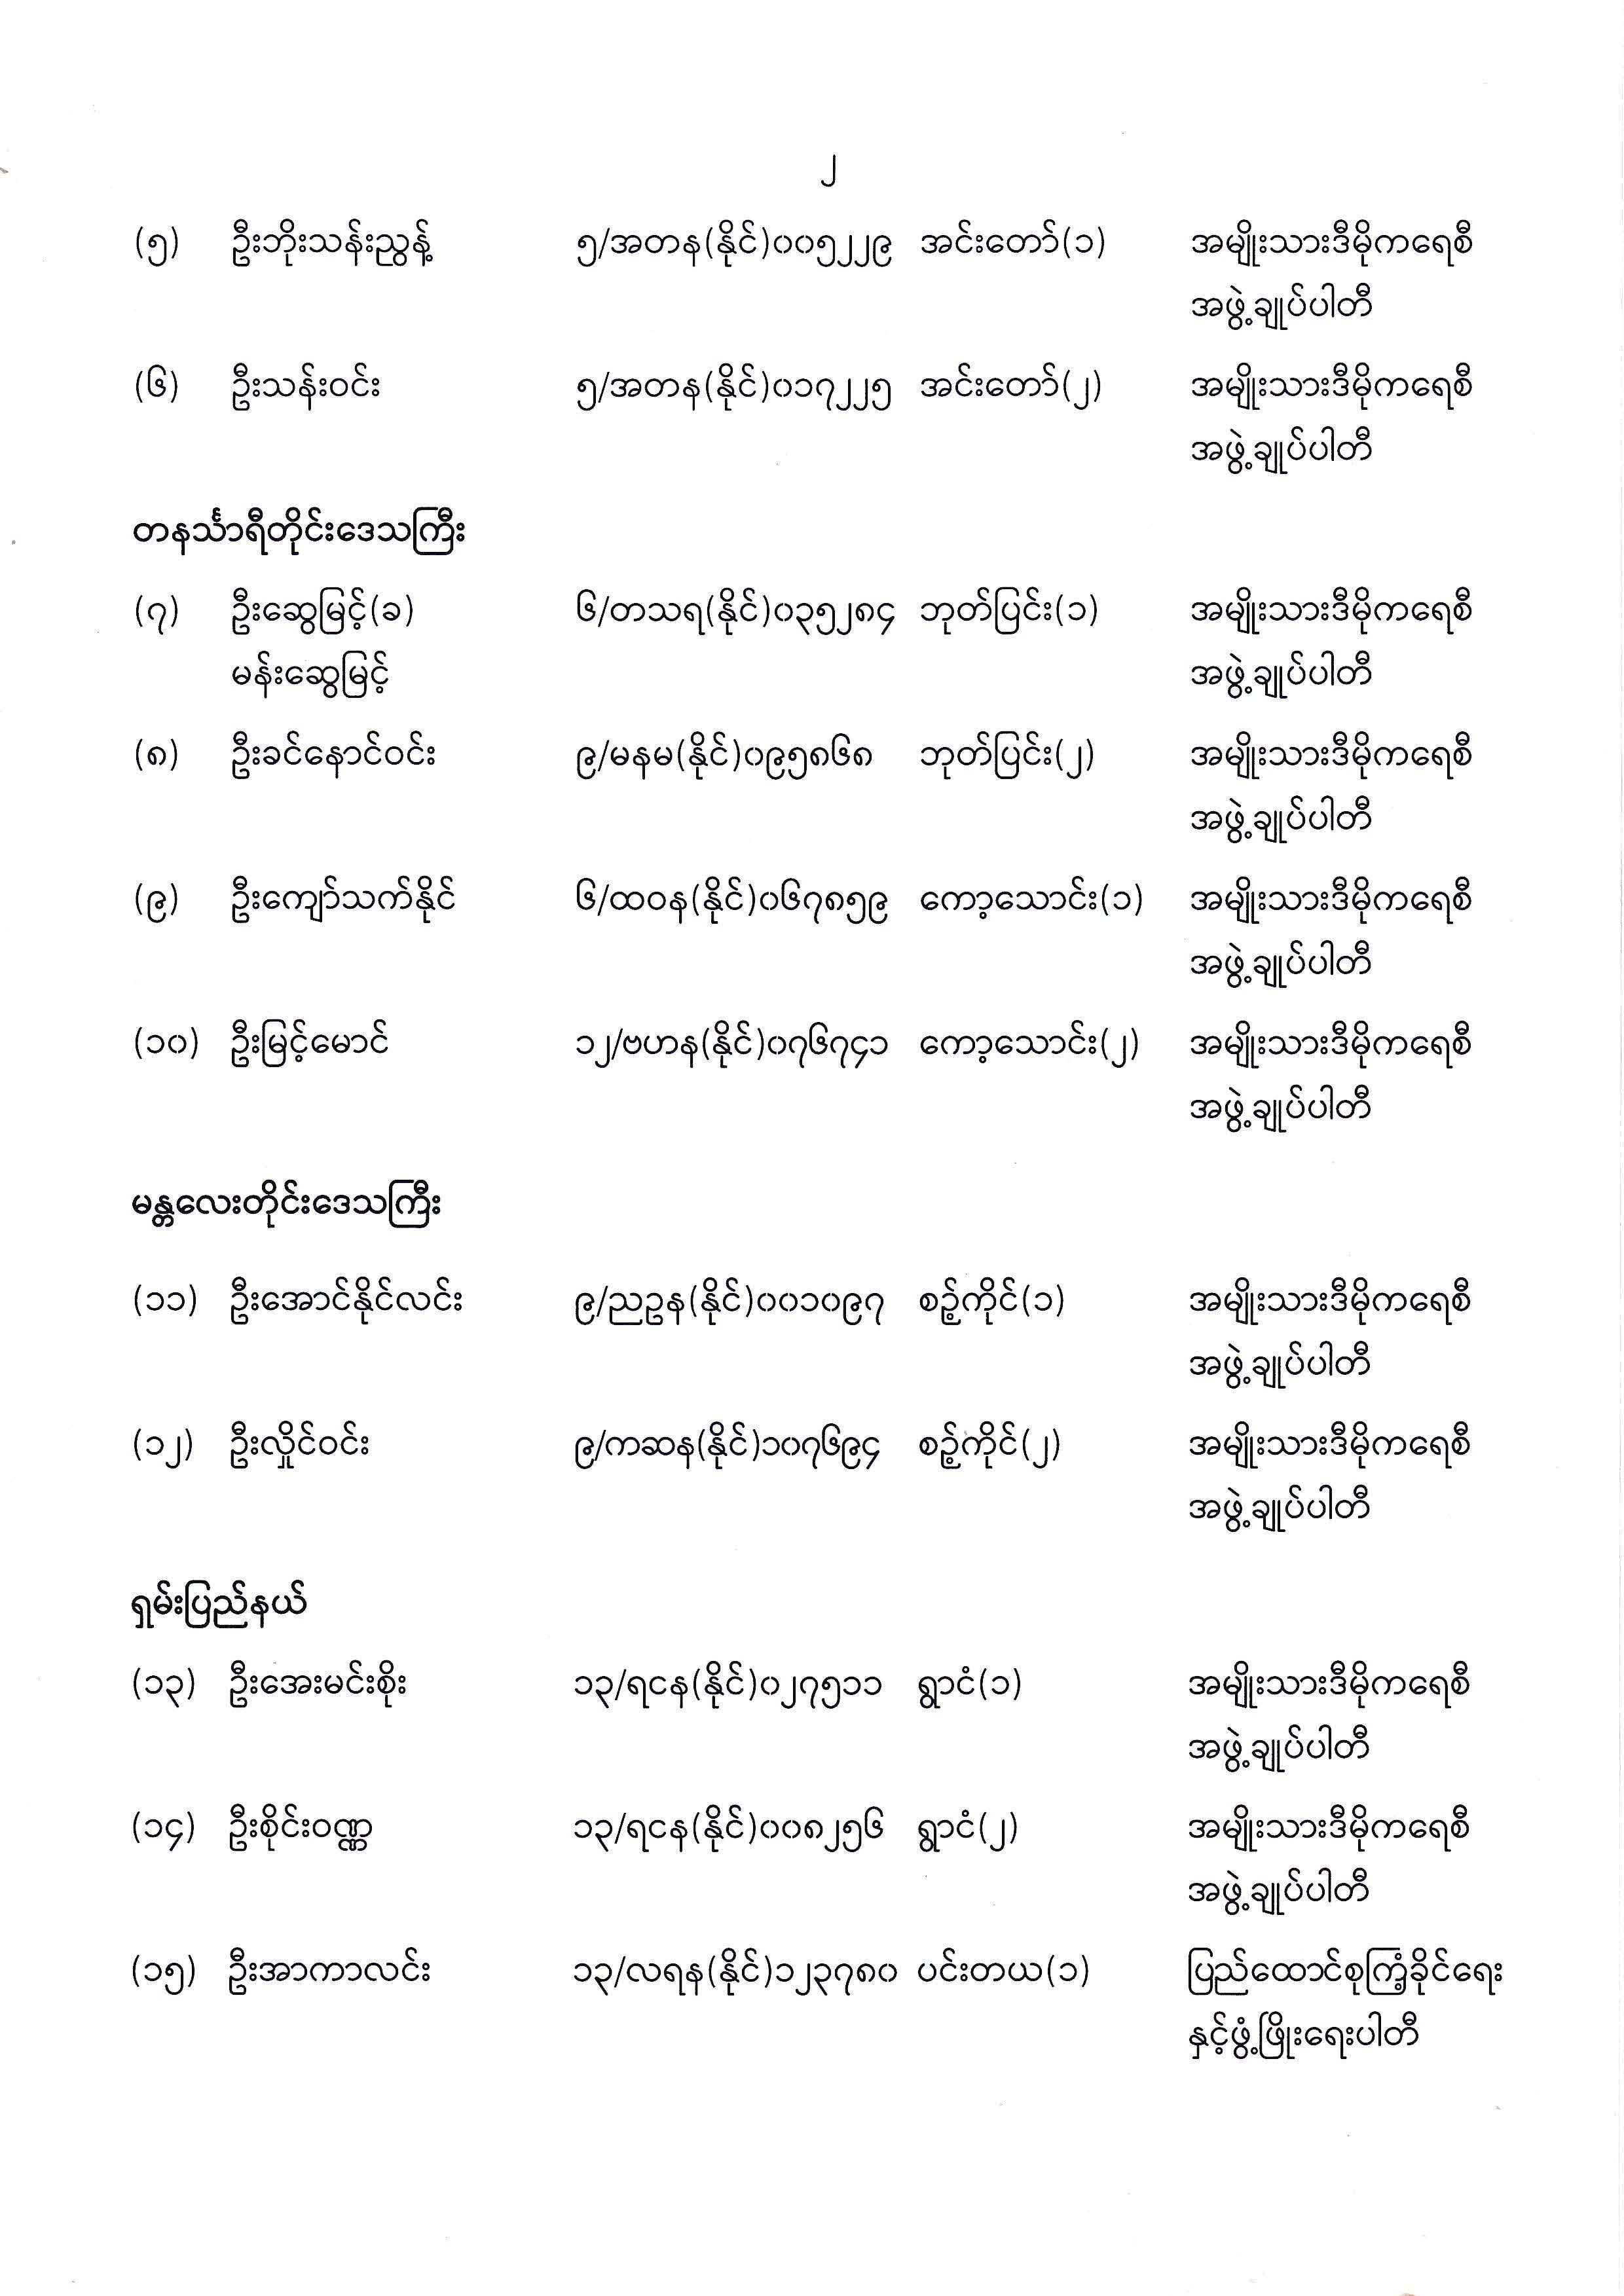 ၂
(၅) ဦးဘိုးသန်းညွန့် ၅/အတန(နိုင်)၀၀၅၂၂၉ အင်းတော်(၁) အမျိုးသားဒီမိုကရေစီ
အဖွဲ့ချုပ်ပါတီ
(၆) ဦးသန်းဝင်း ၅/အတန(နိုင်)၀၁၇၂၂၅ အင်းတော်(၂) အမျိုးသားဒီမိုကရေစီ
အဖွဲ့ချုပ်ပါတီ
တနင်္သာရီတိုင်းဒေသကြီး
(၇) ဦးဆွေမြင့်(ခ) ၆/တသရ(နိုင်)၀၃၅၂၈၄ ဘုတ်ပြင်း(၁) အမျိုးသားဒီမိုကရေစီ
မန်းဆွေမြင့် အဖွဲ့ချုပ်ပါတီ
(၈) ဦးခင်နောင်ဝင်း ၉/မနမ(နိုင်)၀၉၅၈၆၈ ဘုတ်ပြင်း(၂) အမျိုးသားဒီမိုကရေစီ
အဖွဲ့ချုပ်ပါတီ
(၉) ဦးကျော်သက်နိုင် ၆/ထဝန(နိုင်)၀၆၇၈၅၉ ကော့သောင်း(၁) အမျိုးသားဒီမိုကရေစီ
အဖွဲ့ချုပ်ပါတီ
(၁၀) ဦးမြင့်မောင် ၁၂/ဗဟန(နိုင်)၀၇၆၇၄၁ ကော့သောင်း(၂) အမျိုးသားဒီမိုကရေစီ
အဖွဲ့ချုပ်ပါတီ
မန္တလေးတိုင်းဒေသကြီး
(၁၁) ဦးအောင်နိုင်လင်း ၉/ညဥန(နိုင်)၀၀၁၀၉၇ စဉ့်ကိုင်(၁) အမျိုးသားဒီမိုကရေစီ
အဖွဲ့ချုပ်ပါတီ
(၁၂) ဦးလှိုင်ဝင်း ၉/ကဆန(နိုင်)၁၀၇၆၉၄ စဉ့်ကိုင်(၂) အမျိုးသားဒီမိုကရေစီ
အဖွဲ့ချုပ်ပါတီ
ရှမ်းပြည်နယ်
(၁၃) ဦးအေးမင်းစိုး ၁၃/ရငန(နိုင်)၀၂၇၅၁၁ ရွာငံ(၁) အမျိုးသားဒီမိုကရေစီ
အဖွဲ့ချုပ်ပါတီ
(၁၄) ဦးစိုင်းဝဏ္ဏ ၁၃/ရငန(နိုင်)၀၀၈၂၅၆ ရွာငံ(၂) အမျိုးသားဒီမိုကရေစီ
အဖွဲ့ချုပ်ပါတီ
(၁၅) ဦးအာကာလင်း ၁၃/လရန(နိုင်)၁၂၃၇၈၀ ပင်းတယ(၁) ပြည်ထောင်စုကြံ့ခိုင်ရေး
နှင့်ဖွံ့ဖြိုးရေးပါတီ